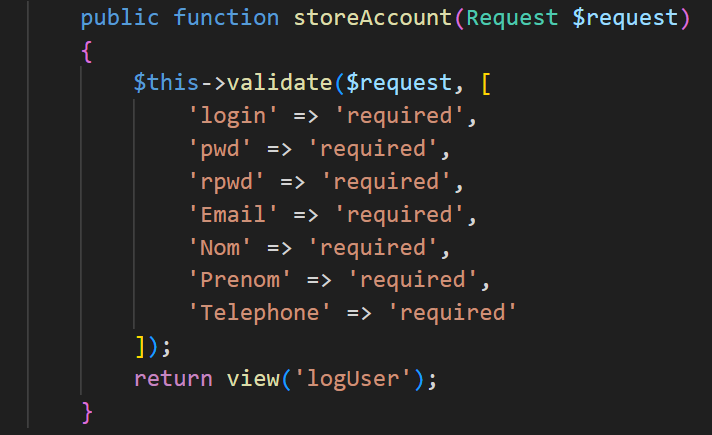 public function storeAccount(Request $request)
{
$this->validate($request, [
'login' => 'required',
'pwd' => 'required',
'rpwd' => 'required',
'Email' => 'required',
'Nom' => 'required',
'Prenom' => 'required',
'Telephone' => 'required'
]);
return view('logUser');
}